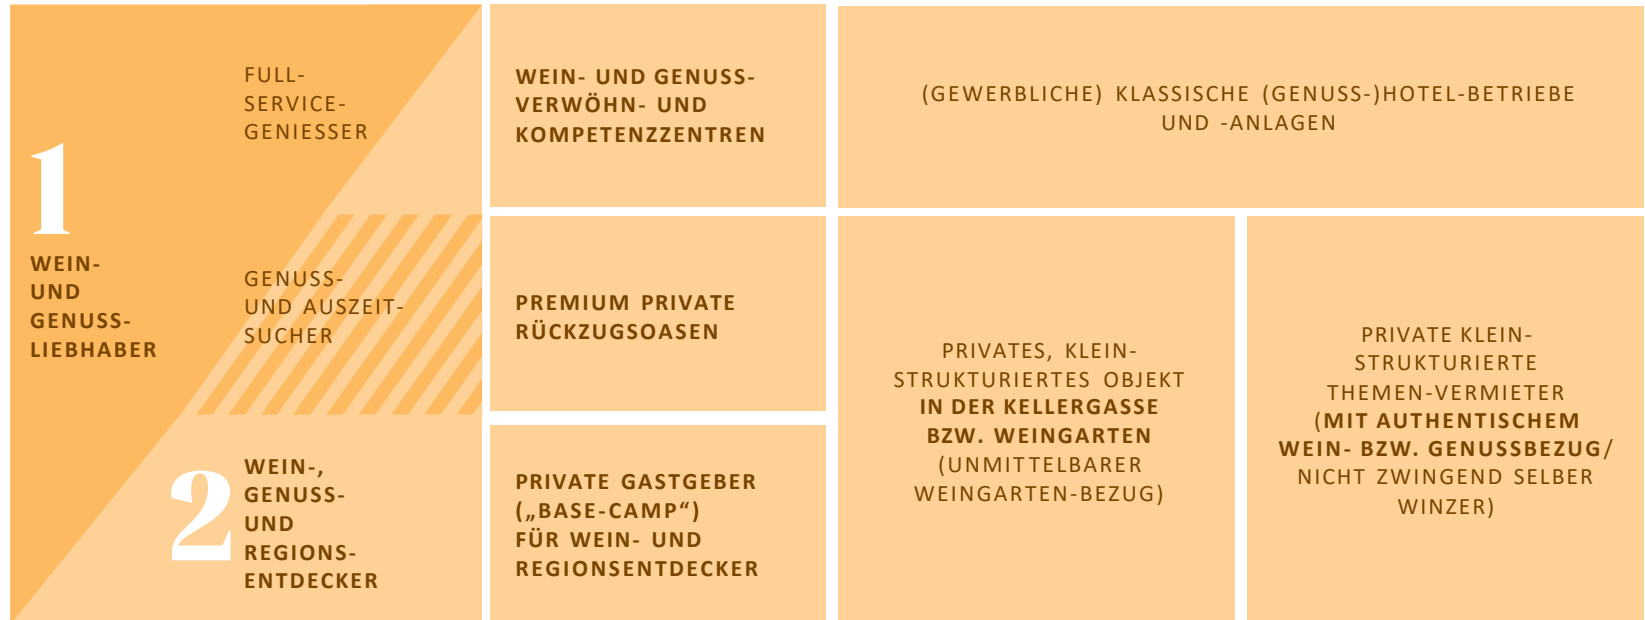 1
WEIN-
UND
GENUSS-
LIEBHABER
FULL-
SERVICE-
GENIESSER
GENUSS-
UND AUSZEIT-
SUCHER
2
WEIN-,
GENUSS-
UND
REGIONS-
ENTDECKER
WEIN- UND GENUSS-
VERWÖHN- UND
KOMPETENZZENTREN
PREMIUM PRIVATE
RÜCKZUGSOASEN
PRIVATE GASTGEBER
(„BASE-CAMP“)
FÜR WEIN- UND
REGIONSENTDECKER
(GEWERBLICHE) KLASSISCHE (GENUSS-)HOTEL-BETRIEBE
UND -ANLAGEN
PRIVATES, KLEIN-
STRUKTURIERTES OBJEKT
IN DER KELLERGASSE
BZW. WEINGARTEN
(UNMITTELBARER
WEINGARTEN-BEZUG)
PRIVATE KLEIN-
STRUKTURIERTE
THEMEN-VERMIETER
(MIT AUTHENTISCHEM
WEIN- BZW. GENUSSBEZUG/
NICHT ZWINGEND SELBER
WINZER)